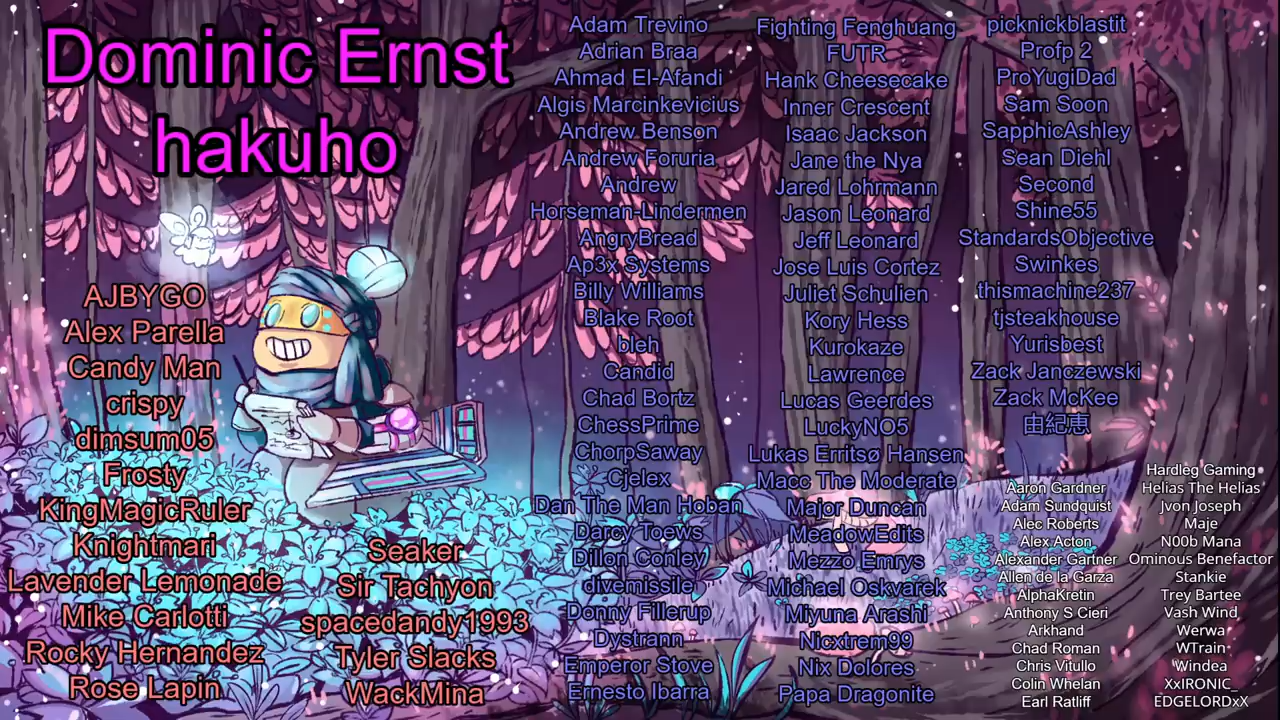 Dominic Ernst
hakuho
AJBYGO
Alex Parella
Candy Man
crispy
dimsum05
Frosty
KingMagicRuler
Knightmari
Lavender Lemonade
Mike Carlotti
Rocky Hernandez
Rose Lapin
Seaker
Sir Tachyon
spacedandy1993
Tyler Slacks
WackMina
Adam Trevino
Adrian Braa
Ahmad El-Afandi
Algis Marcinkevicius
Andrew Benson
Andrew Foruria
Andrew
Horseman-Lindermen
AngryBread
Ap3x Systems
Billy Williams
Blake Root
bleh
Candid
Chad Bortz
ChessPrime
ChorpSaway
Cjelex
Dan The Man Hoban
Darcy Toews
Dillon Conley
divemissile
Donny Fillerup
Dystrann
Emperor Stove
Ernesto Ibarra
Fighting Fenghuang
FUTR
Hank Cheesecake
Inner Crescent
Isaac Jackson
Jane the Nya
Jared Lohrmann
Jason Leonard
Jeff Leonard
Jose Luis Cortez
Juliet Schulien
Kory Hess
Kurokaze
Lawrence
Lucas Geerdes
LuckyNO5
Lukas Erritsø Hansen
Macc The Moderate
Major Duncan
MeadowEdits
Mezzo Emrys
Michael Oskvarek
Miyuna Arashi
Nicxtrem99
Nix Dolores
Papa Dragonite
picknickblastit
Profp 2
ProYugiDad
Sam Soon
SapphicAshley
Sean Diehl
Second
Shine55
StandardsObjective
Swinkes
thismachine237
tjsteakhouse
Yurisbest
Zack Janczewski
Zack McKee
由紀恵
Aaron Gardner
Adam Sundquist
Alec Roberts
Alex Acton
Alexander Gartner
Allen de la Garza
AlphaKretin
Anthony S Cieri
Arkhand
Chad Roman
Chris Vitullo
Colin Whelan
Earl Ratliff
Hardleg Gaming
Helias The Helias
Jvon Joseph
Maje
N00b Mana
Ominous Benefactor
Stankie
Trey Bartee
Vash Wind
Werwa
WTrain
Windea
XxIRONIC_
EDGELORDxX